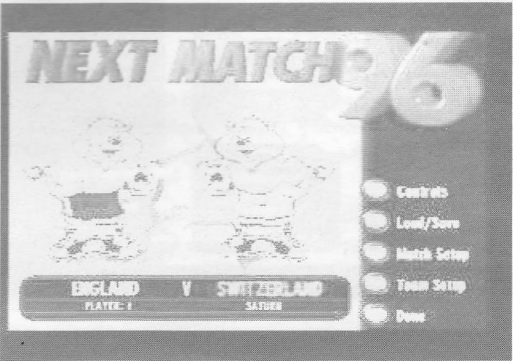 NEXT MATCH 96
Controls
Load/Save
Match Setup
Team Setup
Done
ENGLAND V SWITZERLAND
PLAYER: 1 SATURN